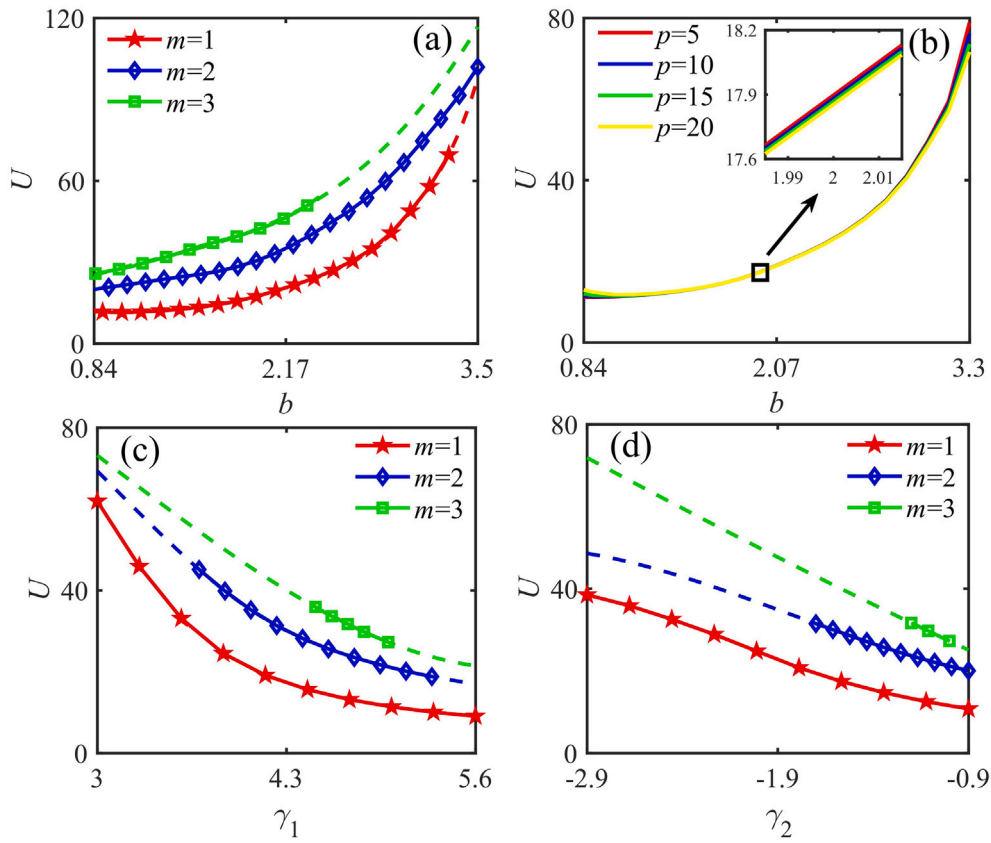 120
60
0
U
m=1
m=2
m=3
(a)
0.84
2.17
3.5
b
80
40
0
U
p=5
p=10
p=15
p=20
(b)
18.2
17.9
17.6
1.99
2
2.01
0.84
2.07
3.3
b
80
40
0
U
(c)
m=1
m=2
m=3
3
4.3
5.6
γ1
80
40
0
U
(d)
m=1
m=2
m=3
-2.9
-1.9
-0.9
γ2